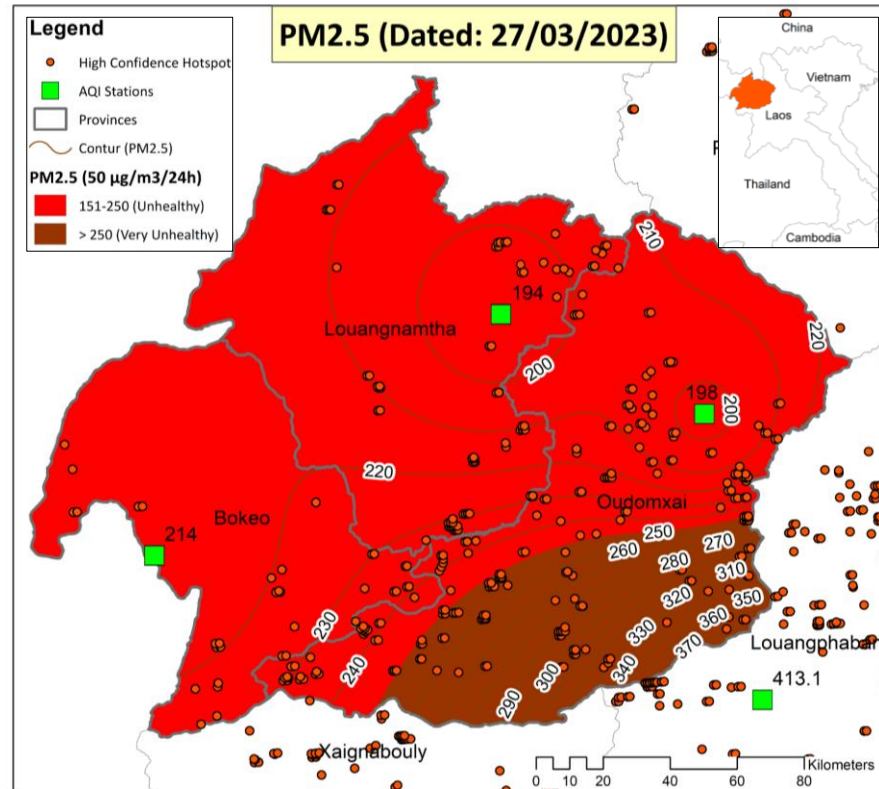 PM2.5 (Dated: 27/03/2023)
Legend
High Confidence Hotspot
AQI Stations
Provinces
Contur (PM2.5)
PM2.5 (50 µg/m3/24h)
151-250 (Unhealthy)
> 250 (Very Unhealthy)
China
Vietnam
Laos
Thailand
Cambodia
210
194
Louangnamtha
220
200
198
200
220
Oudomxai
Bokeo
214
250
260
270
280
310
320
350
230
330
360
240
370
340
300
290
Louangphaban
413.1
Xaignabouly
Kilometers
0 10 20 40 60 80